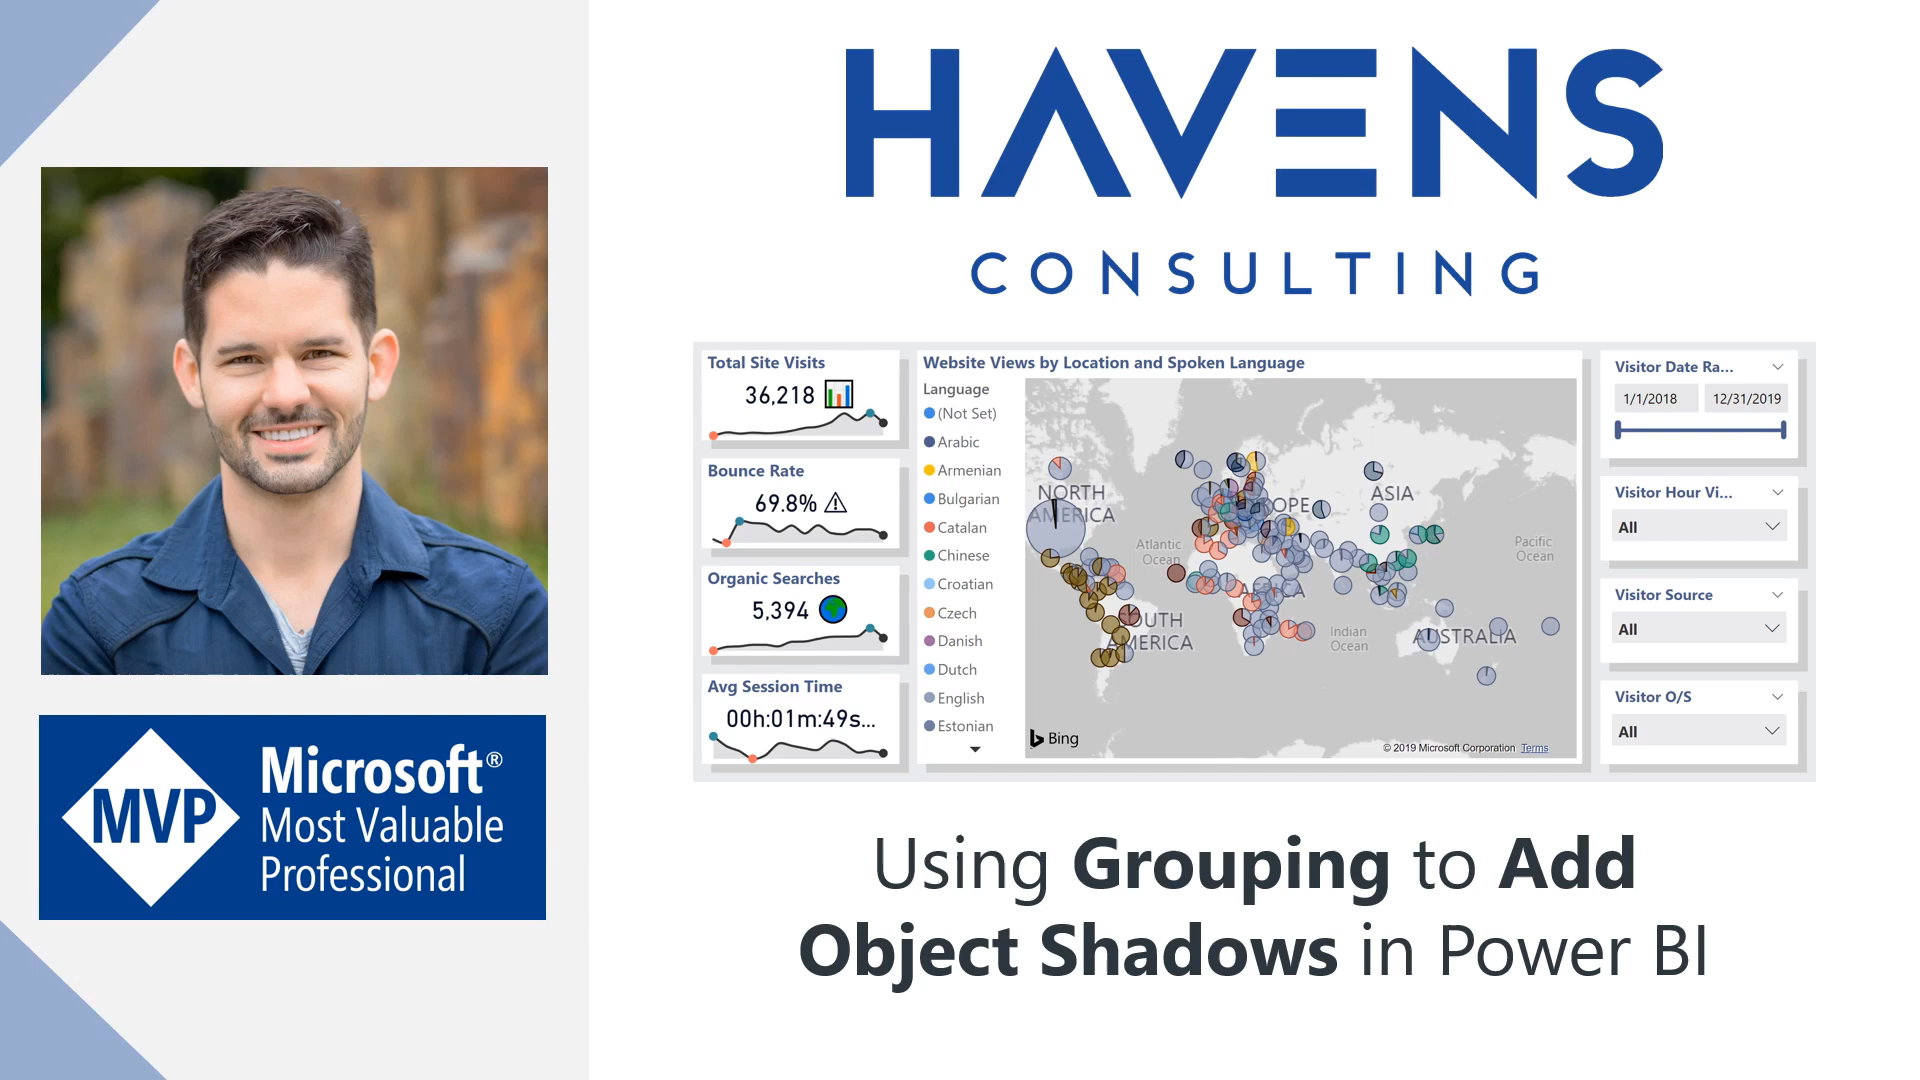 HAVENS
CONSULTING
MVP
Microsoft®
Most Valuable
Professional
Total Site Visits
36,218
Bounce Rate
69.8%
Organic Searches
5,394
Avg Session Time
00h:01m:49s...
Website Views by Location and Spoken Language
Language
(Not Set)
Arabic
Armenian
Bulgarian
Catalan
Chinese
Croatian
Czech
Danish
Dutch
English
Estonian
NORTH
AMERICA
Atlantic
Ocean
ASIA
Pacific
Ocean
SOUTH
AMERICA
Indian
Ocean
AUSTRALIA
Bing
© 2019 Microsoft Corporation Terms
Visitor Date Ra...
1/1/2018 12/31/2019
Visitor Hour Vi...
All
Visitor Source
All
Visitor O/S
All
Using Grouping to Add
Object Shadows in Power BI